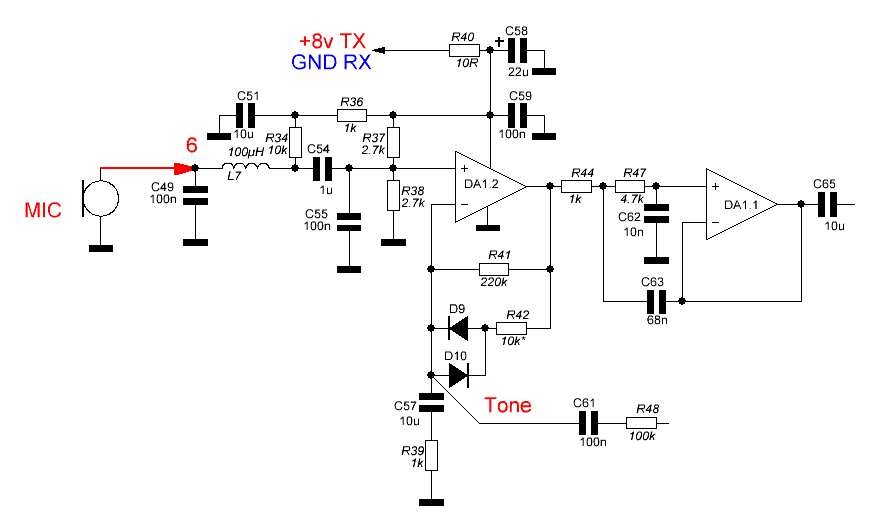 +8v TX
GND RX
R40
10R
+
C58
22u
C51
10u
R36
1k
C59
100n
R34
10k
R37
2.7k
6
100µH
L7
C54
1u
MIC
C49
100n
C55
100n
R38
2.7k
+
−
DA1.2
R44
1k
R47
4.7k
C62
10n
+
−
DA1.1
C65
10u
R41
220k
C63
68n
D9
R42
10k*
D10
C57
10u
Tone
C61
100n
R48
100k
R39
1k